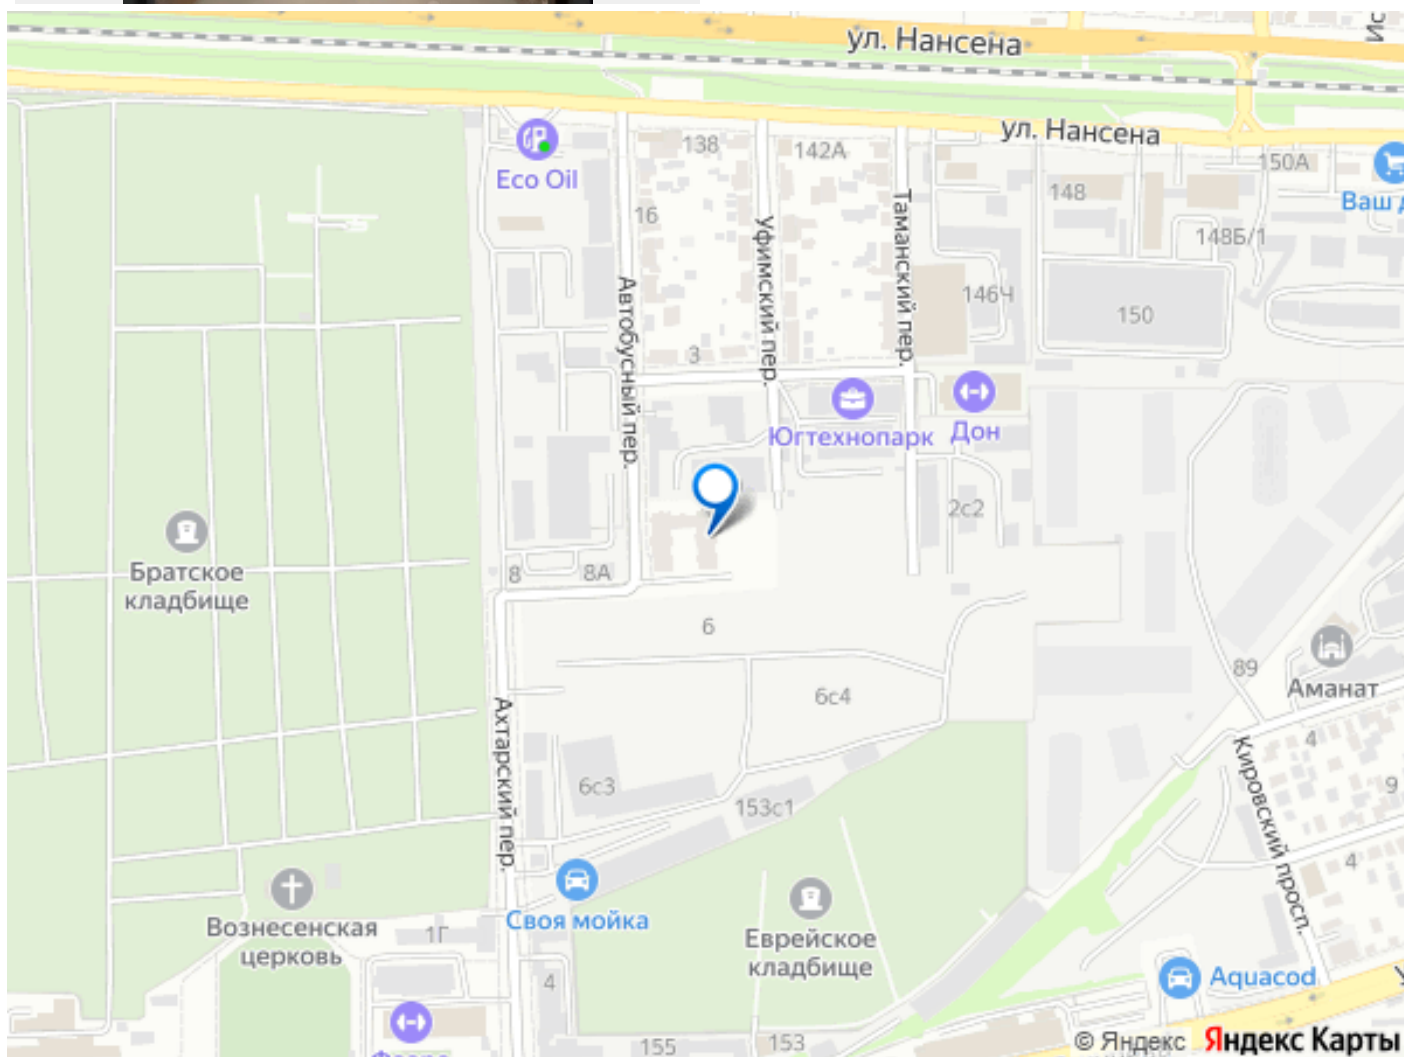 ул. Нансена
Ис
ул. Нансена
138
142А
150А
Eco Oil
148
Ваш д
16
148Б/1
Уфимский пер.
Таманский пер.
Автобусный пер.
146Ч
150
3
Югтехнопарк
Дон
2с2
Братское
кладбище
8
8А
6
89
Аманат
6с4
Ахтарский пер.
Кировский просп.
4
9
6с3
153с1
4
Своя мойка
Вознесенская
церковь
1Г
Еврейское
кладбище
4
Aquacod
155
153
© Яндекс Яндекс Карты